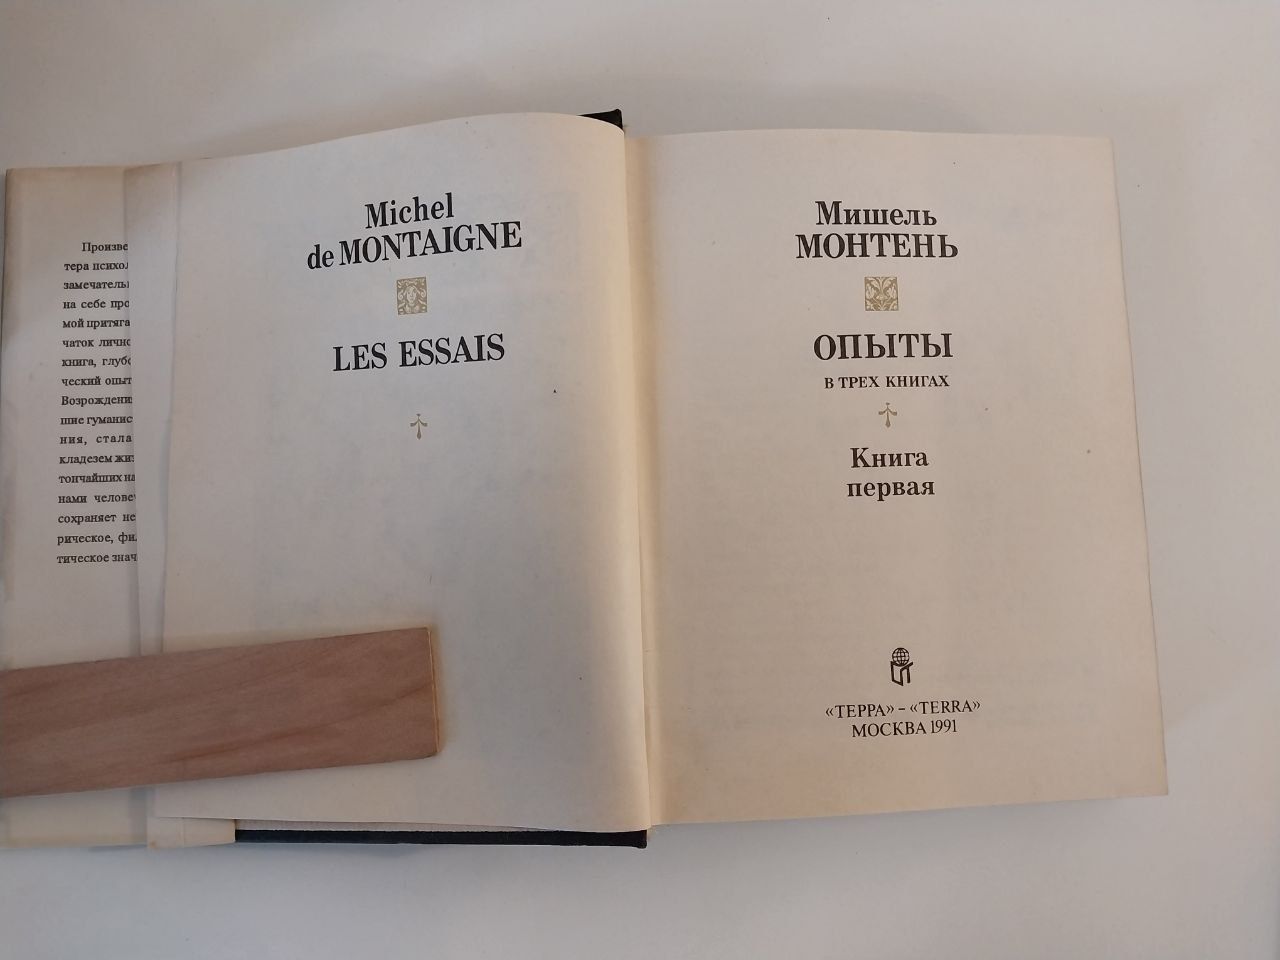 Произве
тера психол
замечатель
на себе про
мой притяга
чаток лично
книга, глубо
ческий опыт
Возрождени
шие гуманис
ния, стала
кладезем жиз
тончайших на
нами челове
сохраняет не
рическое, фи
тическое знач
Michel
de MONTAIGNE
LES ESSAIS
Мишель
МОНТЕНЬ
ОПЫТЫ
В ТРЕХ КНИГАХ
Книга
первая
«ТЕРРА» – «TERRA»
МОСКВА 1991